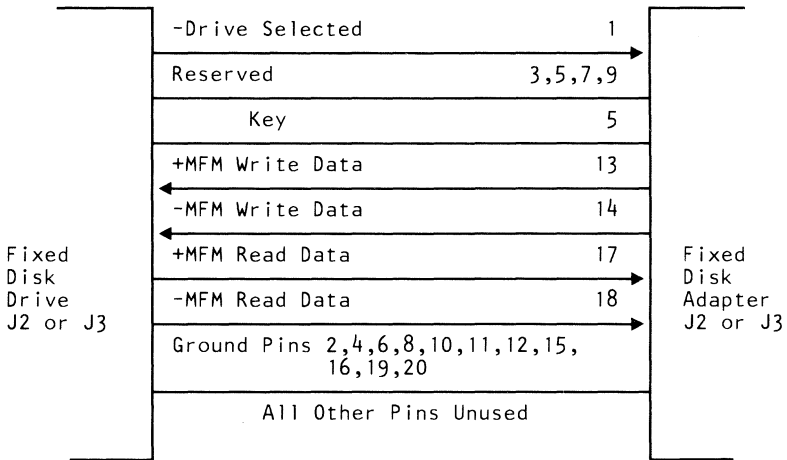 -Drive Selected 1
Reserved 3,5,7,9
Key 5
+MFM Write Data 13
-MFM Write Data 14
+MFM Read Data 17
-MFM Read Data 18
Ground Pins 2,4,6,8,10,11,12,15,
16,19,20
All Other Pins Unused
Fixed
Disk
Drive
J2 or J3
Fixed
Disk
Adapter
J2 or J3